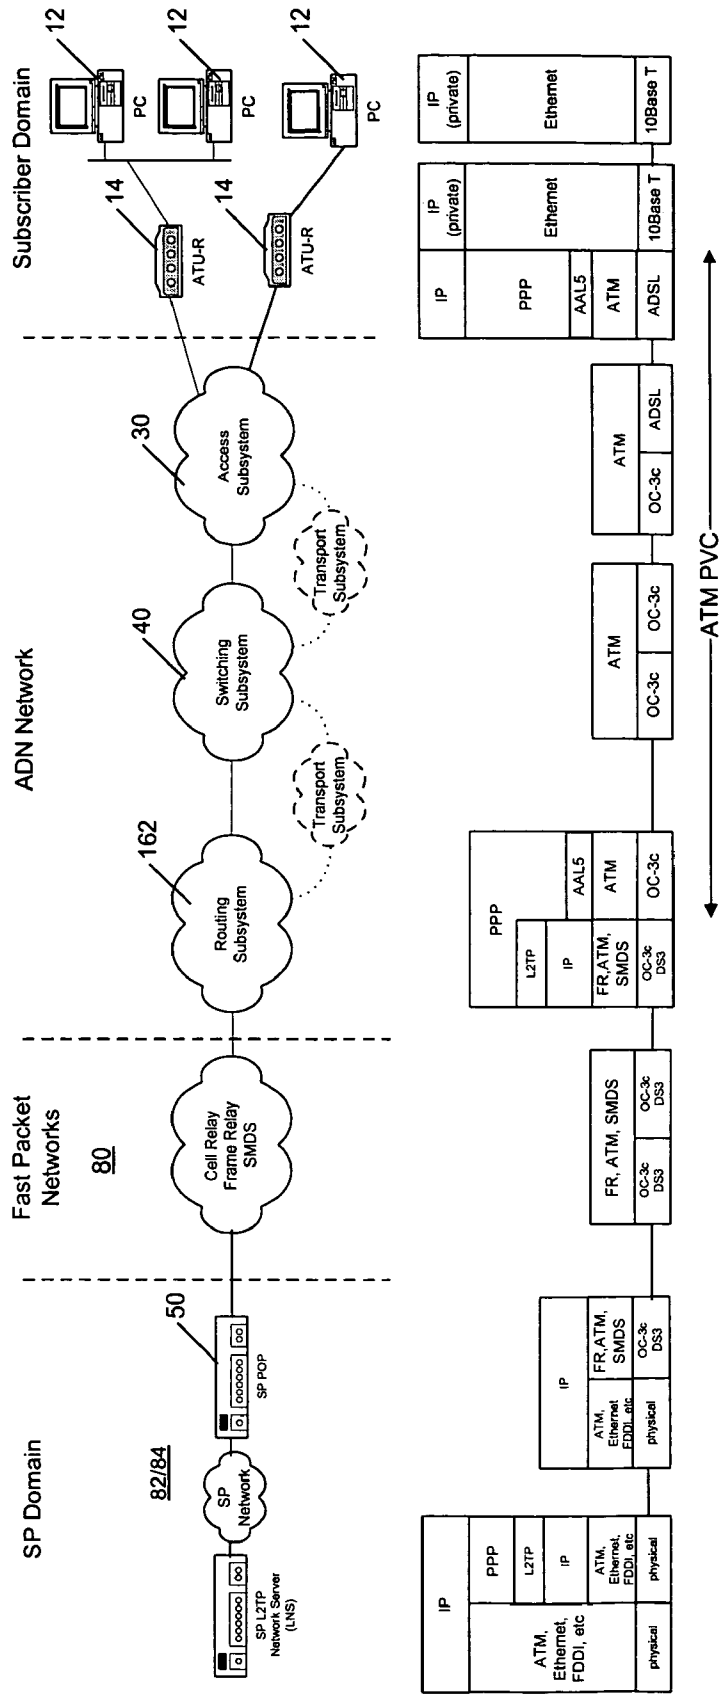 SP Domain
Fast Packet
Networks
ADN Network
Subscriber Domain
82/84
80
50
162
40
30
14
14
12
12
12
SP L2TP
Network Server
(LNS)
SP
Network
SP POP
Cell Relay
Frame Relay
SMDS
Routing
Subsystem
Transport
Subsystem
Switching
Subsystem
Transport
Subsystem
Access
Subsystem
ATU-R
ATU-R
PC
PC
PC
IP
PPP
L2TP
IP
ATM,
Ethernet,
FDDI, etc
ATM,
Ethernet,
FDDI, etc
physical
physical
IP
ATM,
Ethernet
FDDI, etc
FR,ATM,
SMDS
physical
OC-3c
DS3
FR, ATM, SMDS
OC-3c
DS3
OC-3c
DS3
PPP
L2TP
IP
AAL5
FR,ATM,
SMDS
ATM
OC-3c
DS3
OC-3c
ATM
OC-3c
OC-3c
ATM
OC-3c
ADSL
IP
IP
(private)
PPP
Ethernet
AAL5
ATM
ADSL
10Base T
IP
(private)
Ethernet
10Base T
ATM PVC